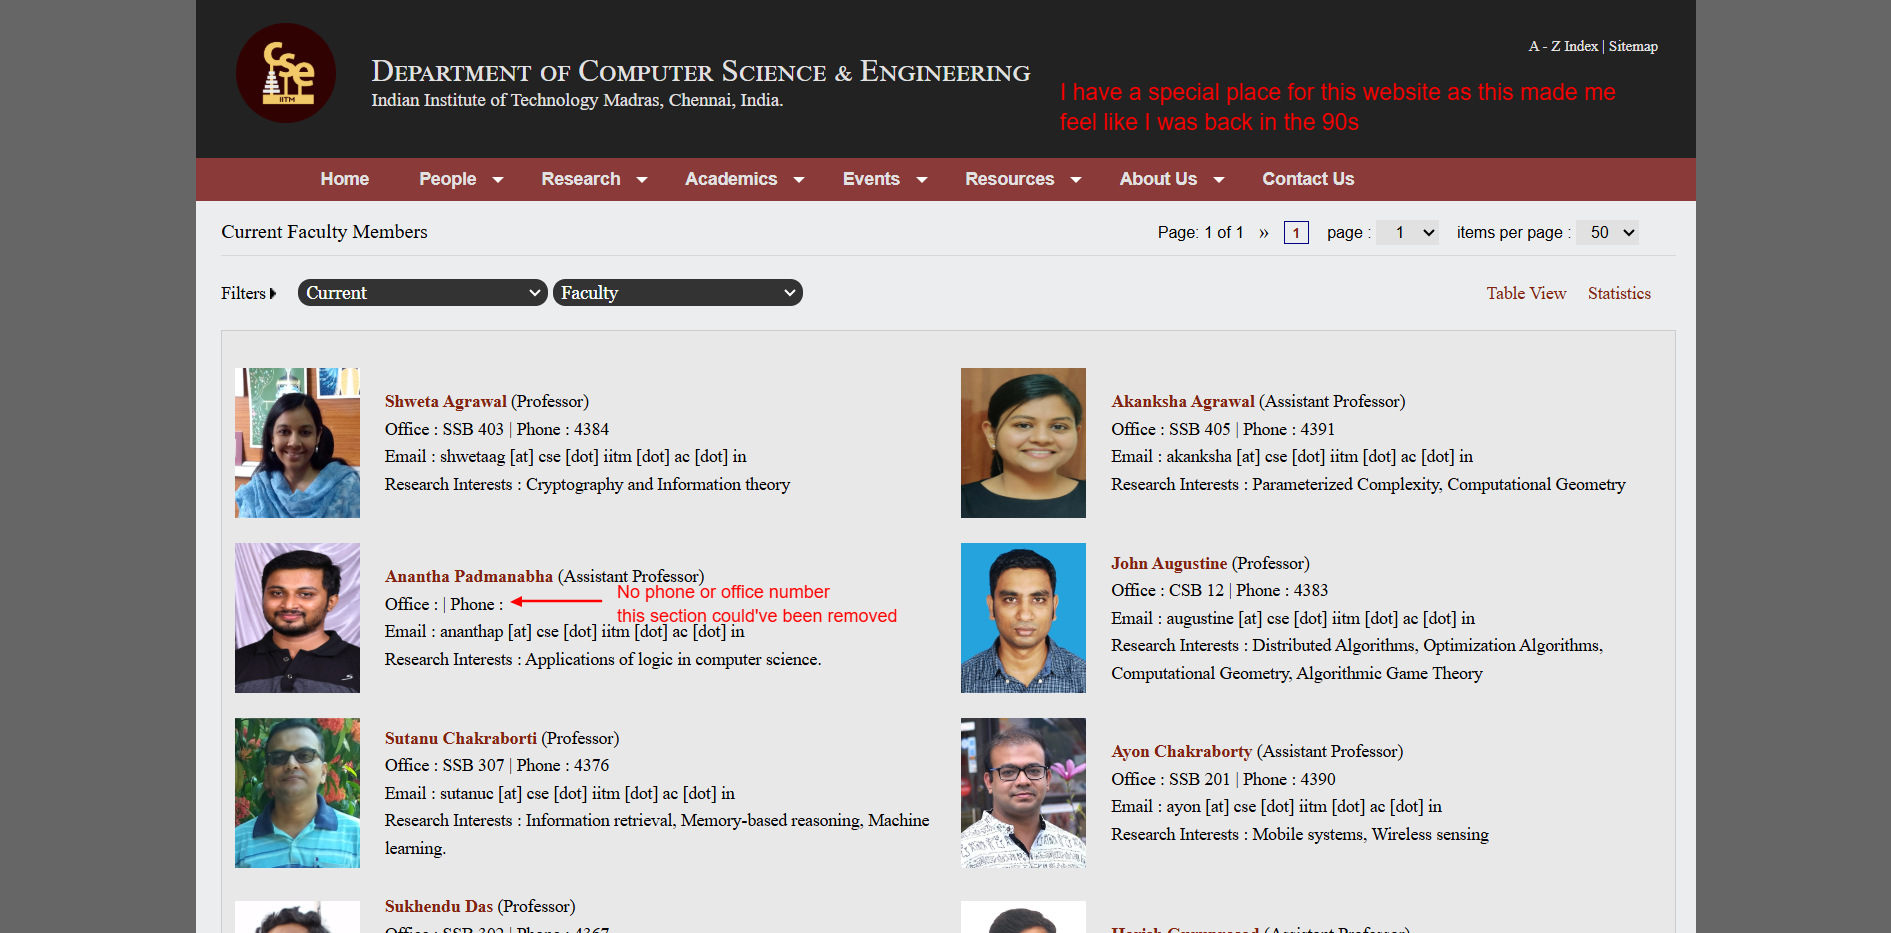 CSE
IITM
DEPARTMENT OF COMPUTER SCIENCE & ENGINEERING
Indian Institute of Technology Madras, Chennai, India.
A - Z Index | Sitemap
I have a special place for this website as this made me
feel like I was back in the 90s
Home People Research Academics Events Resources About Us Contact Us
Current Faculty Members
Page: 1 of 1 » 1 page : 1 items per page : 50
Filters Current Faculty
Table View Statistics
Shweta Agrawal (Professor)
Office : SSB 403 | Phone : 4384
Email : shwetaag [at] cse [dot] iitm [dot] ac [dot] in
Research Interests : Cryptography and Information theory
Akanksha Agrawal (Assistant Professor)
Office : SSB 405 | Phone : 4391
Email : akanksha [at] cse [dot] iitm [dot] ac [dot] in
Research Interests : Parameterized Complexity, Computational Geometry
Anantha Padmanabha (Assistant Professor)
Office : | Phone :
No phone or office number
this section could've been removed
Email : ananthap [at] cse [dot] iitm [dot] ac [dot] in
Research Interests : Applications of logic in computer science.
John Augustine (Professor)
Office : CSB 12 | Phone : 4383
Email : augustine [at] cse [dot] iitm [dot] ac [dot] in
Research Interests : Distributed Algorithms, Optimization Algorithms,
Computational Geometry, Algorithmic Game Theory
Sutanu Chakraborti (Professor)
Office : SSB 307 | Phone : 4376
Email : sutanuc [at] cse [dot] iitm [dot] ac [dot] in
Research Interests : Information retrieval, Memory-based reasoning, Machine
learning.
Ayon Chakraborty (Assistant Professor)
Office : SSB 201 | Phone : 4390
Email : ayon [at] cse [dot] iitm [dot] ac [dot] in
Research Interests : Mobile systems, Wireless sensing
Sukhendu Das (Professor)
Office : SSB 302 | Phone : 4367
Harish Guruprasad (Assistant Professor)